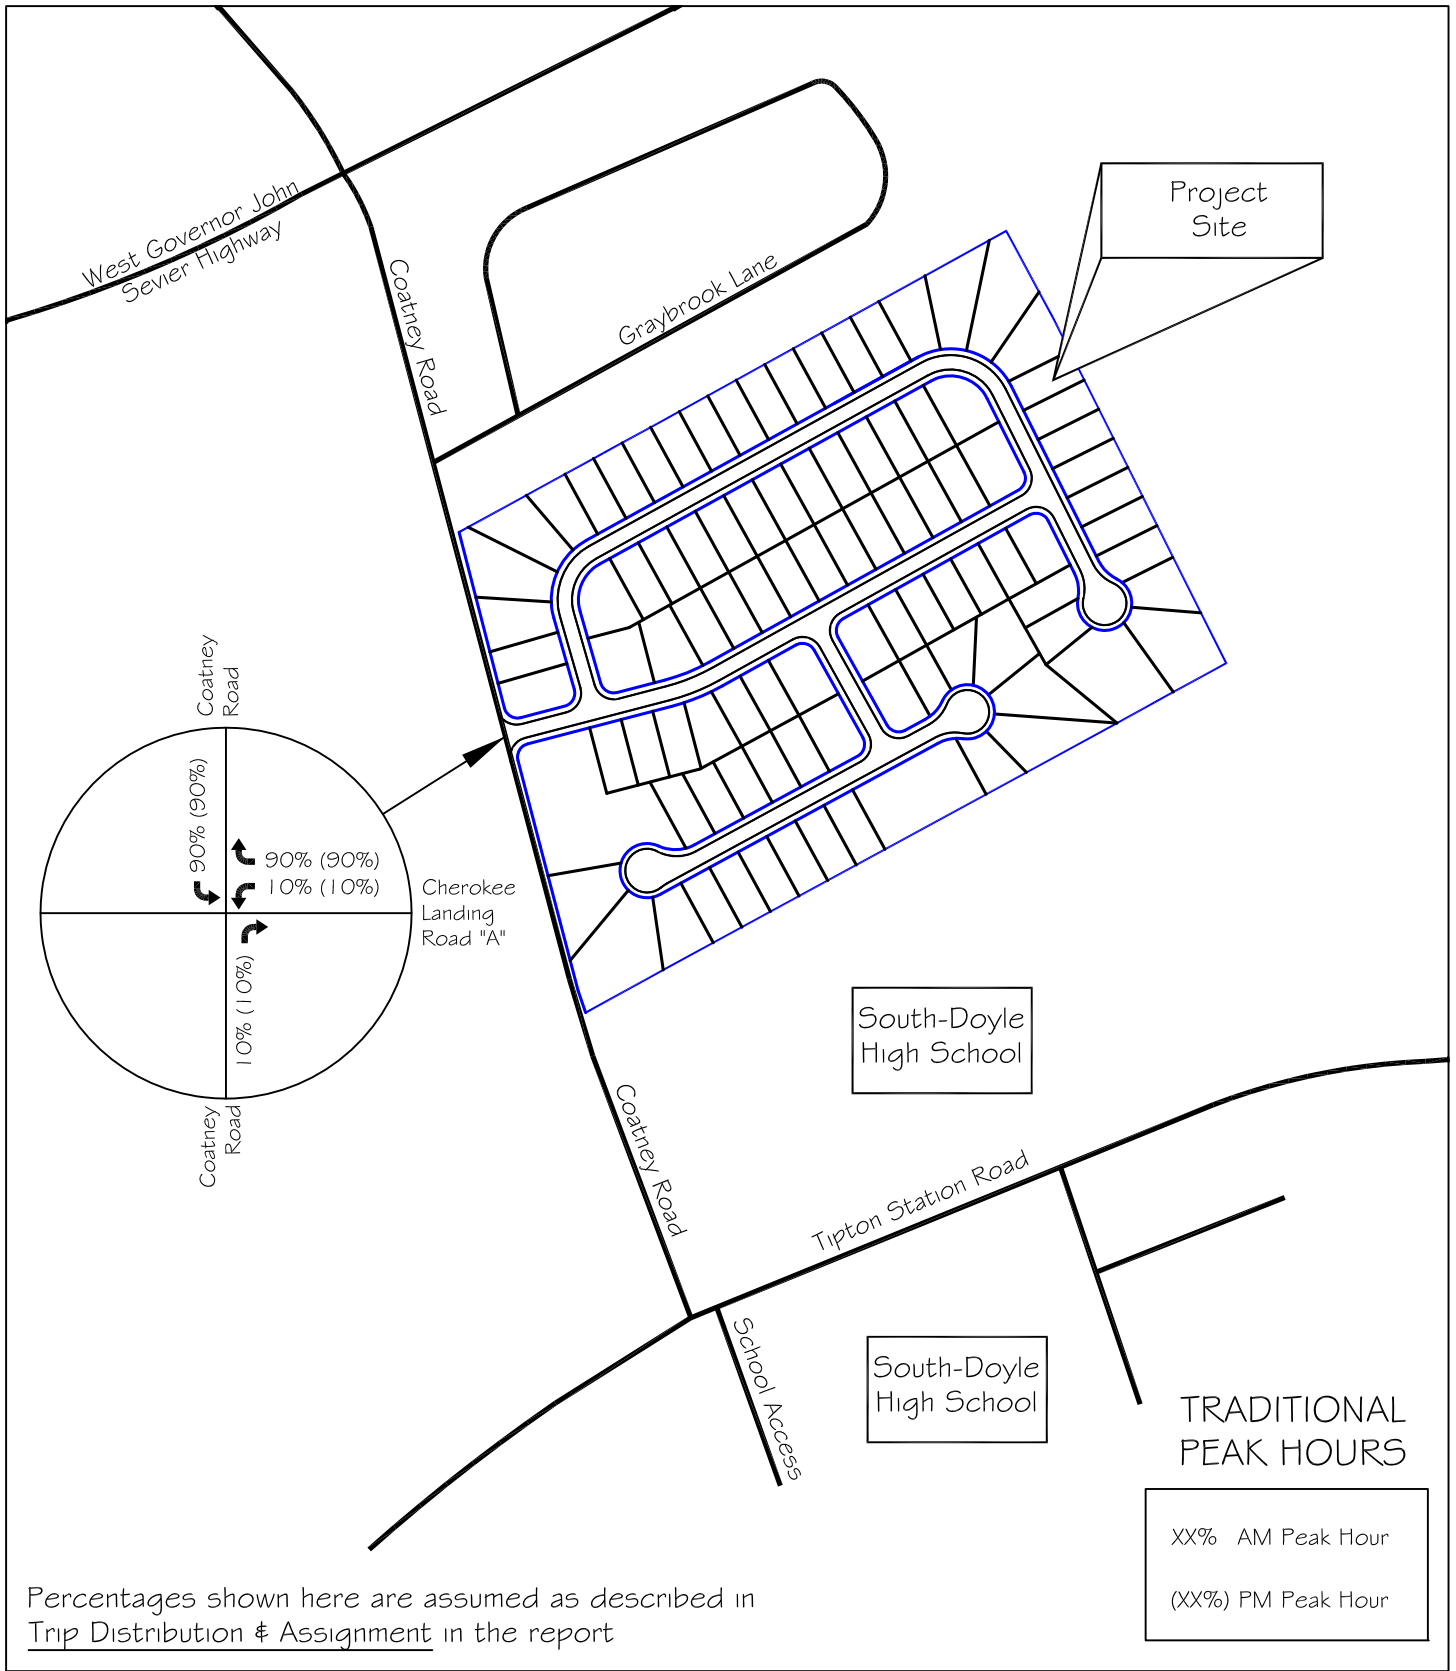 Project
Site
West Governor John
Sevier Highway
Coatney Road
Graybrook Lane
Coatney
Road
90% (90%)
90% (90%)
10% (10%)
Cherokee
Landing
Road "A"
10% (10%)
Coatney
Road
South-Doyle
High School
Coatney Road
Tipton Station Road
School Access
South-Doyle
High School
TRADITIONAL
PEAK HOURS
XX% AM Peak Hour
(XX%) PM Peak Hour
Percentages shown here are assumed as described in
Trip Distribution & Assignment in the report